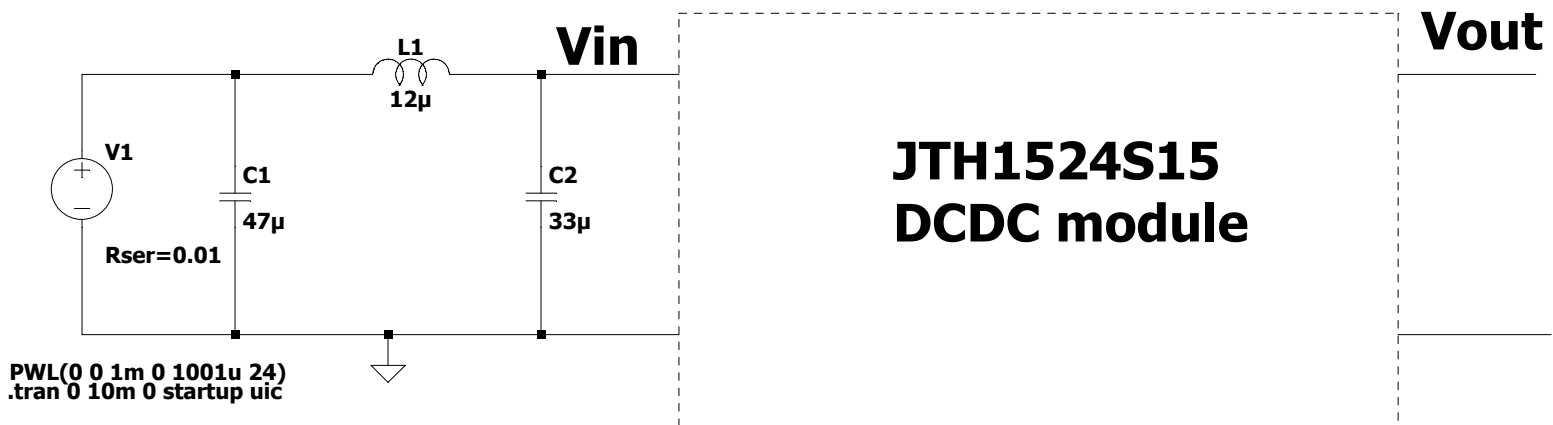 Vin
Vout
L1
12µ
V1
C1
47µ
C2
33µ
Rser=0.01
JTH1524S15
DCDC module
PWL(0 0 1m 0 1001u 24)
.tran 0 10m 0 startup uic